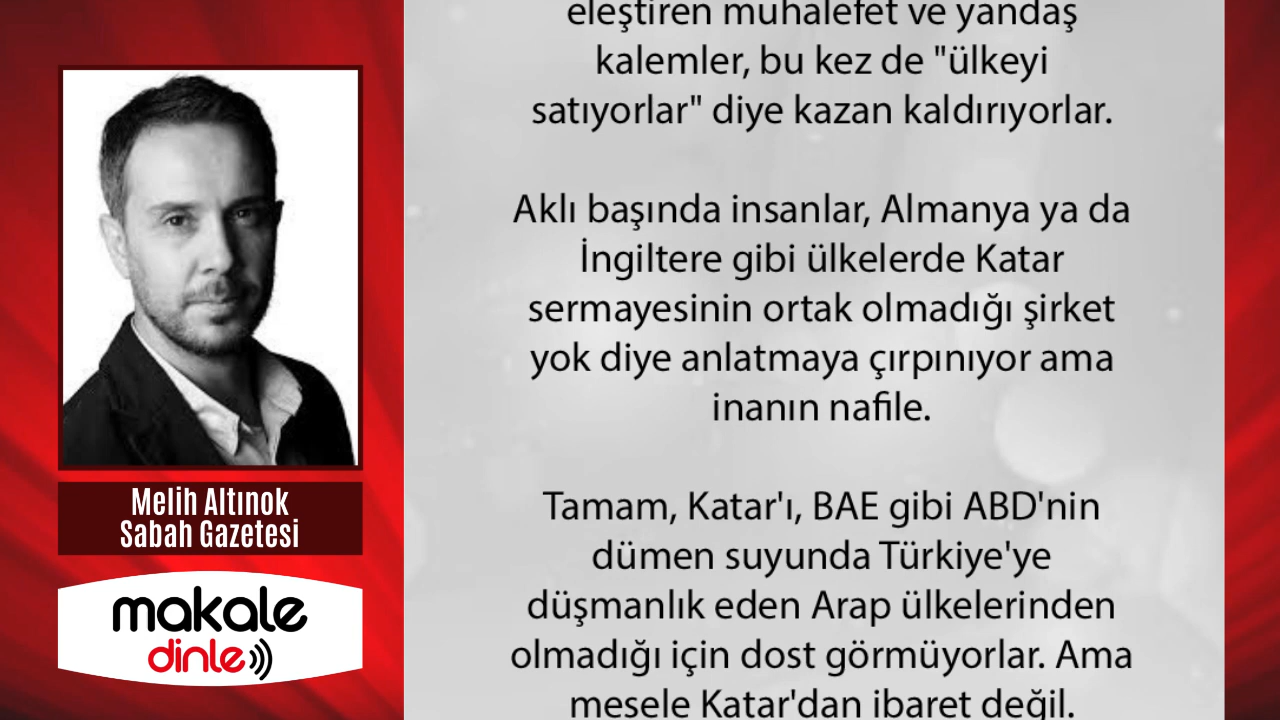 eleştiren muhalefet ve yandaş
kalemler, bu kez de "ülkeyi
satıyorlar" diye kazan kaldırıyorlar.
Aklı başında insanlar, Almanya ya da
İngiltere gibi ülkelerde Katar
sermayesinin ortak olmadığı şirket
yok diye anlatmaya çırpınıyor ama
inanın nafile.
Tamam, Katar'ı, BAE gibi ABD'nin
dümen suyunda Türkiye'ye
düşmanlık eden Arap ülkelerinden
olmadığı için dost görmüyorlar. Ama
mesele Katar'dan ibaret değil.
Melih Altınok
Sabah Gazetesi
makale
dinle